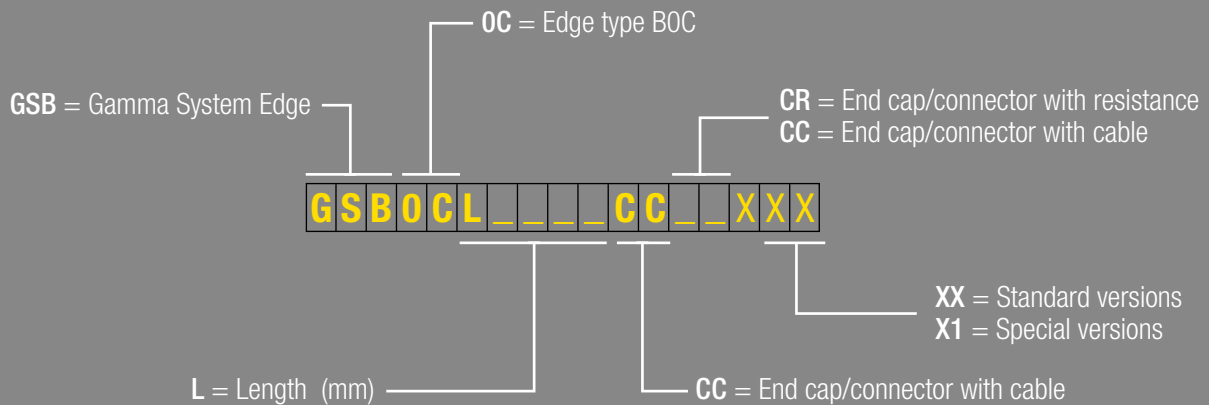 0C = Edge type BOC
GSB = Gamma System Edge
CR = End cap/connector with resistance
CC = End cap/connector with cable
GSB0CL____CC__XXX
XX = Standard versions
X1 = Special versions
L = Length (mm)
CC = End cap/connector with cable